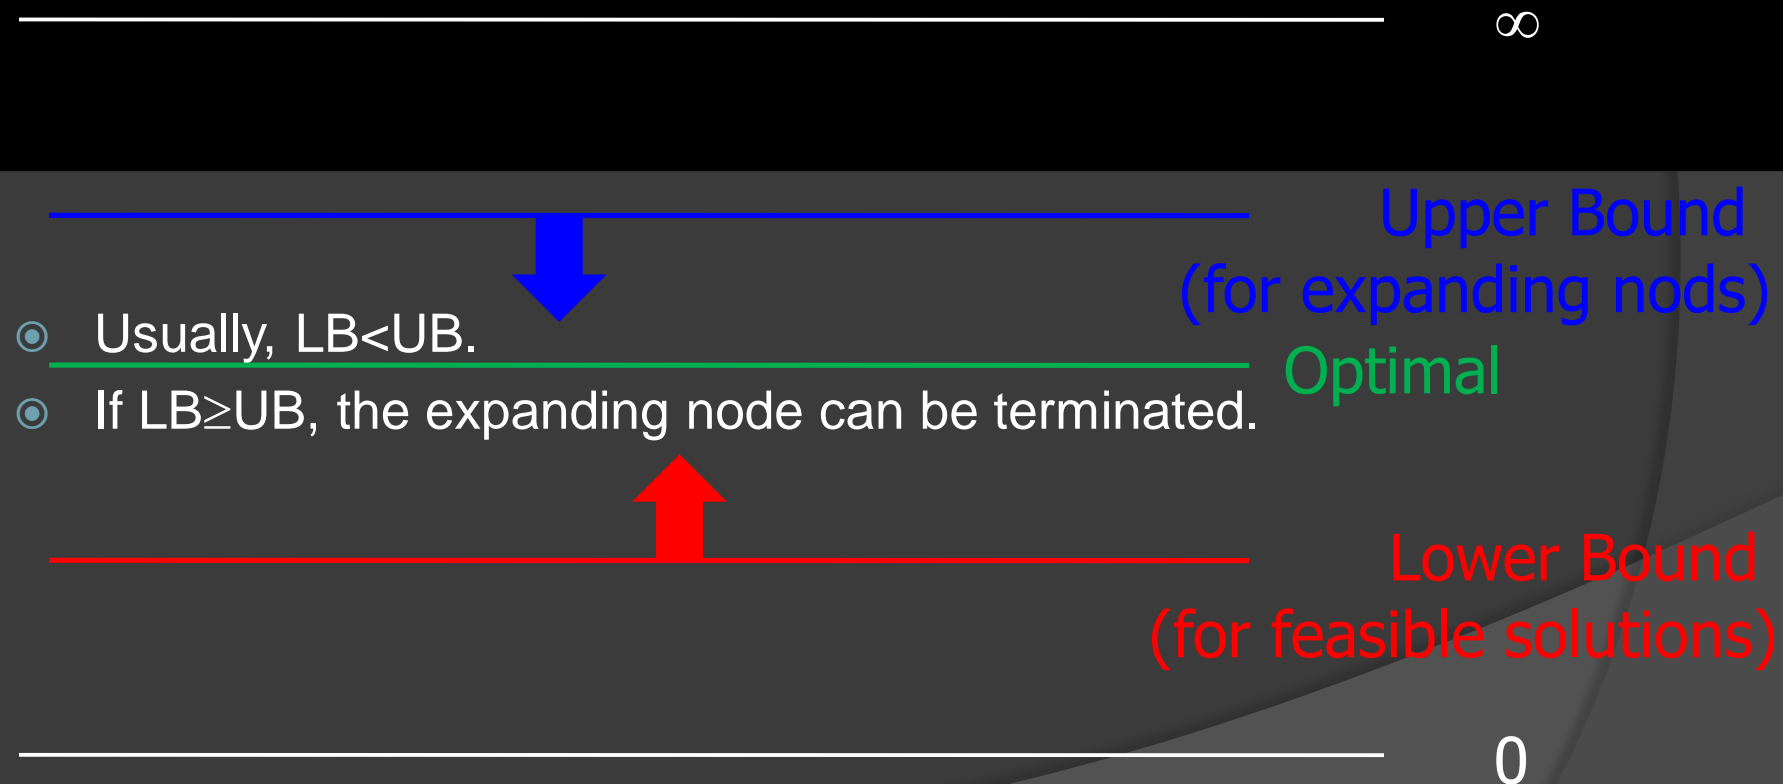 ∞
Upper Bound
(for expanding nods)
Usually, LB<UB.
Optimal
If LB≥UB, the expanding node can be terminated.
Lower Bound
(for feasible solutions)
0